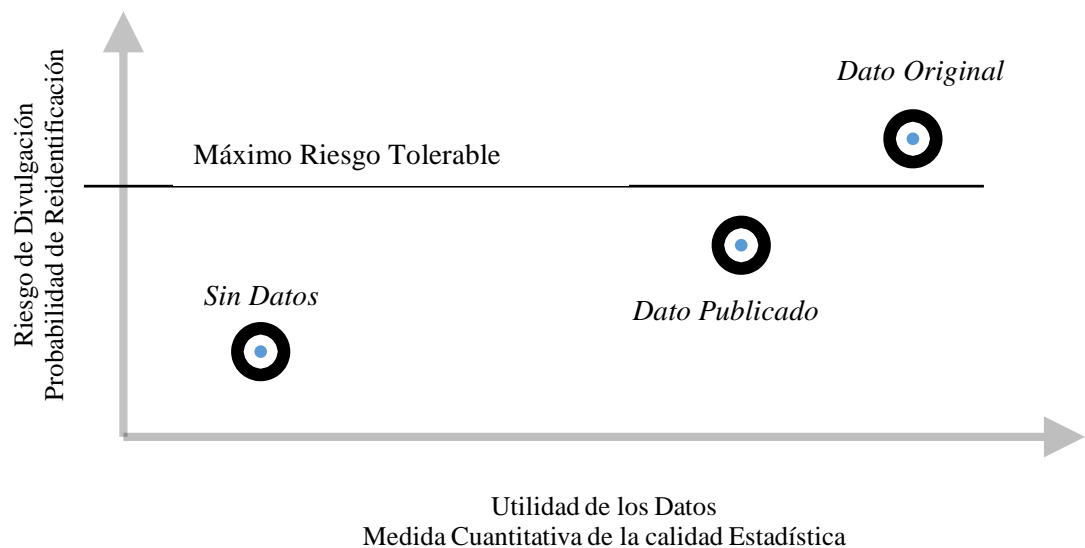 Riesgo de Divulgación
Probabilidad de Reidentificación
Dato Original
Máximo Riesgo Tolerable
Sin Datos
Dato Publicado
Utilidad de los Datos
Medida Cuantitativa de la calidad Estadística